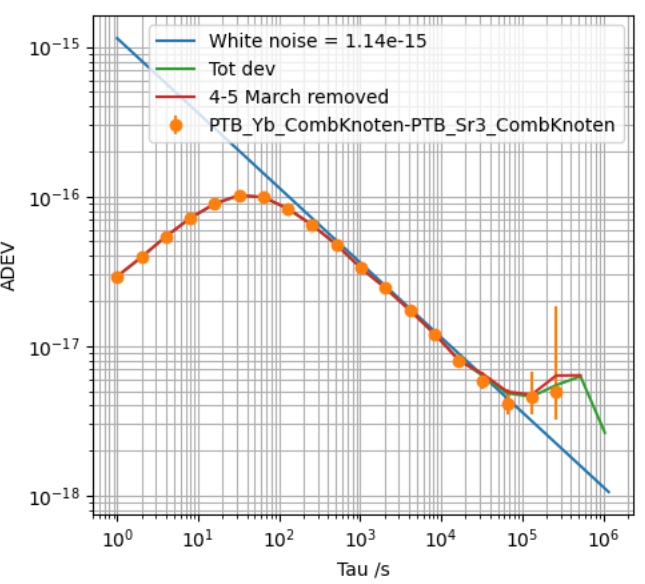 10⁻¹⁵
10⁻¹⁶
10⁻¹⁷
10⁻¹⁸
ADEV
White noise = 1.14e-15
Tot dev
4-5 March removed
PTB_Yb_CombKnoten-PTB_Sr3_CombKnoten
10⁰ 10¹ 10² 10³ 10⁴ 10⁵ 10⁶
Tau /s